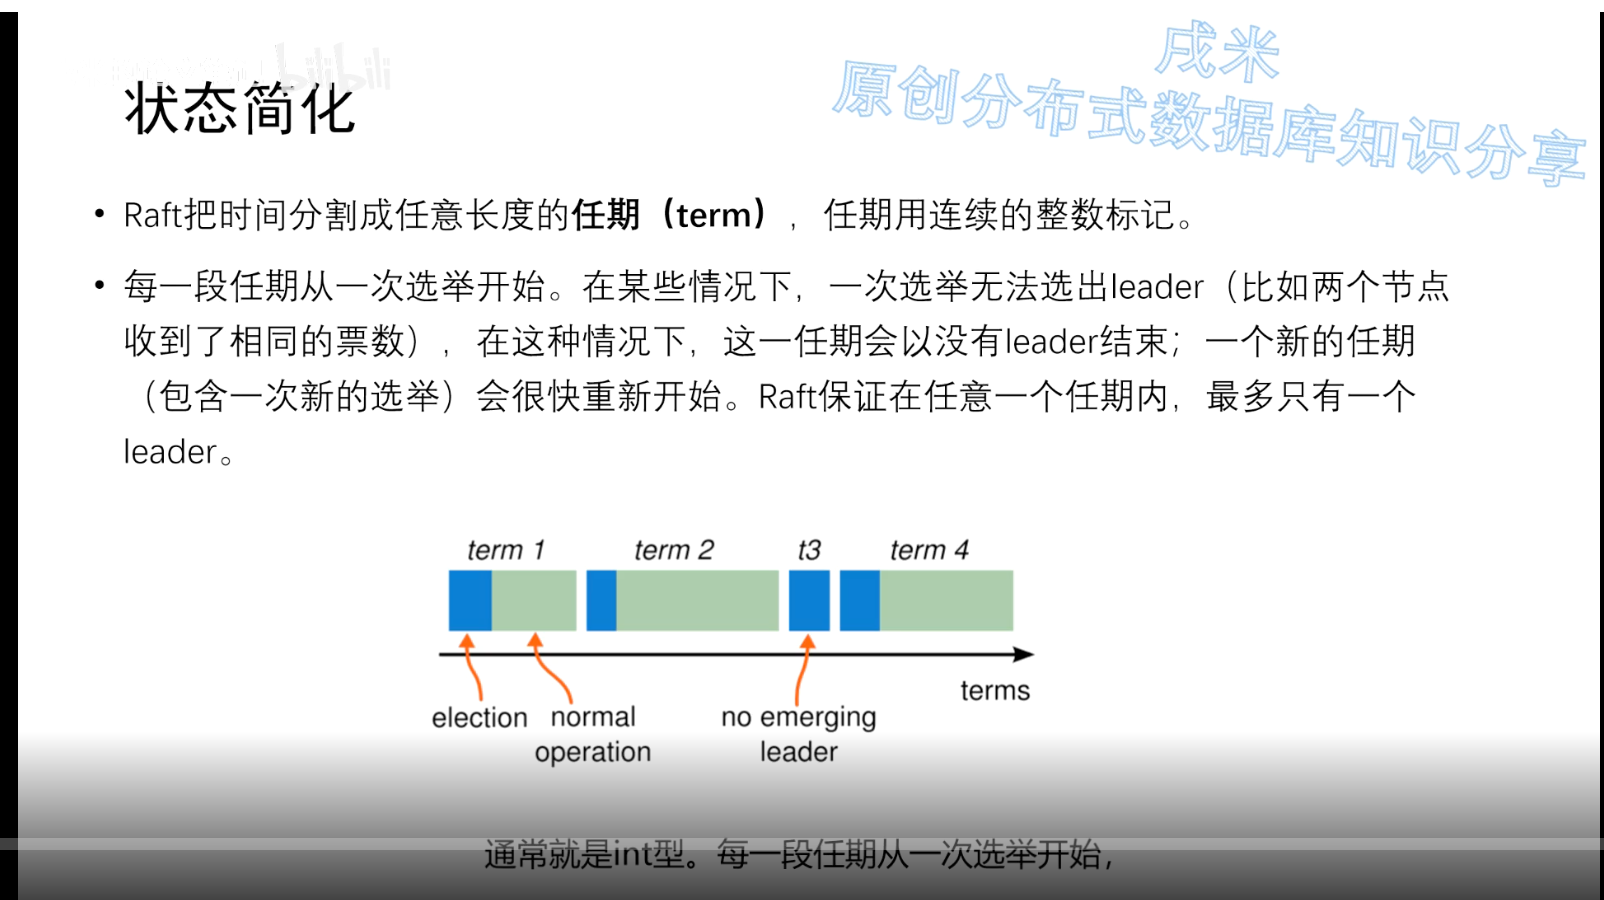 bilibili
戌米
原创分布式数据库知识分享
状态简化
• Raft把时间分割成任意长度的任期（term），任期用连续的整数标记。
• 每一段任期从一次选举开始。在某些情况下，一次选举无法选出leader（比如两个节点
收到了相同的票数），在这种情况下，这一任期会以没有leader结束；一个新的任期
（包含一次新的选举）会很快重新开始。Raft保证在任意一个任期内，最多只有一个
leader。
term 1 term 2 t3 term 4
terms
election normal no emerging
operation leader
通常就是int型。每一段任期从一次选举开始，